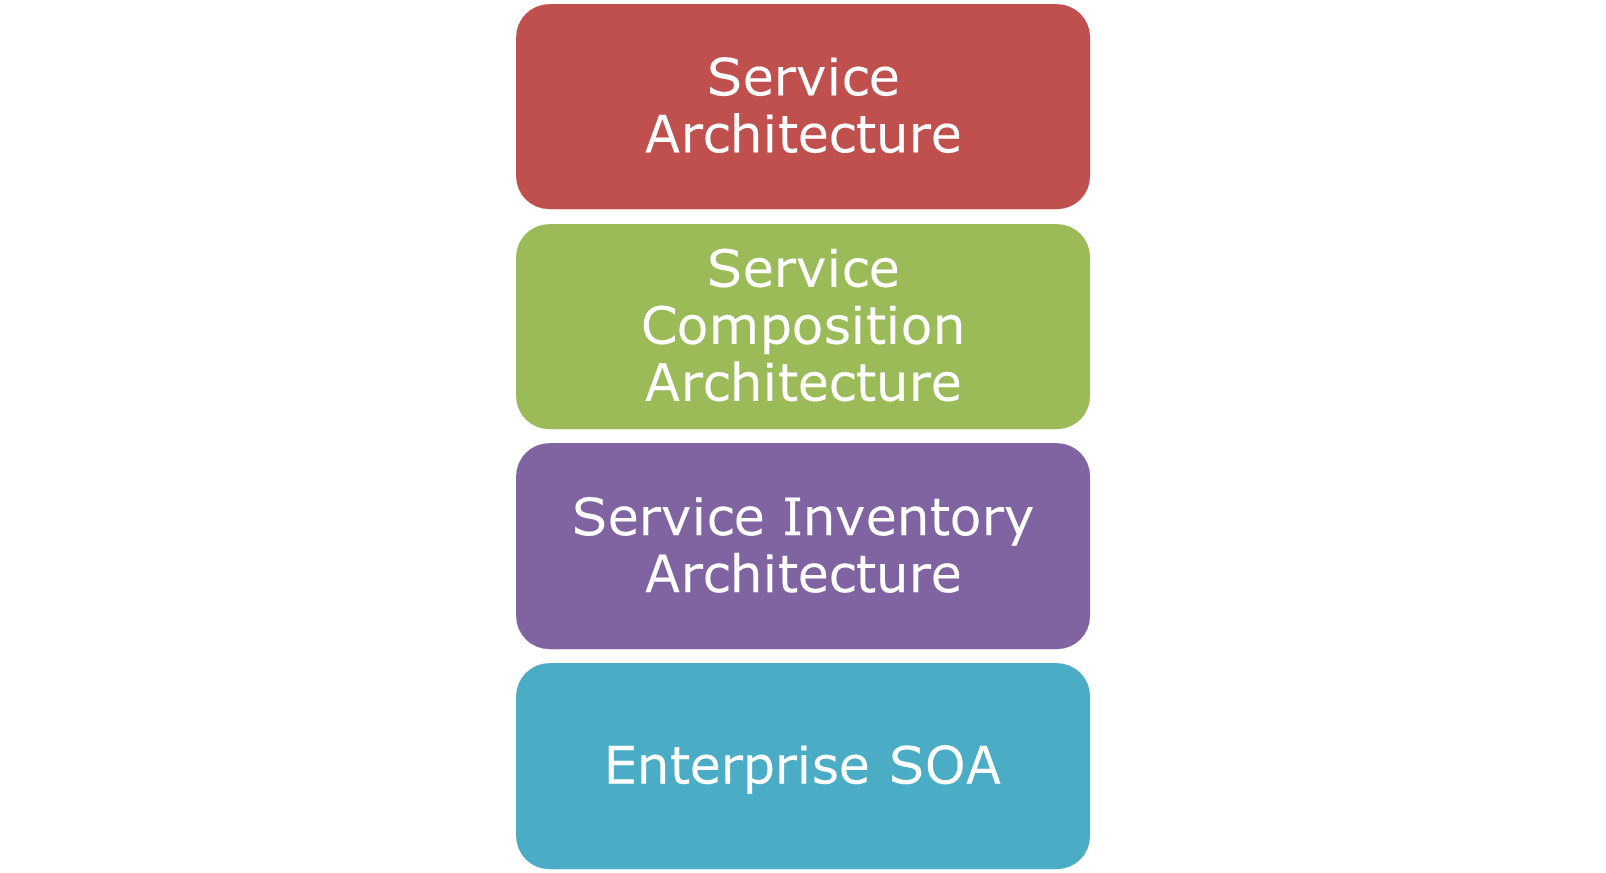 Service
Architecture
Service
Composition
Architecture
Service Inventory
Architecture
Enterprise SOA